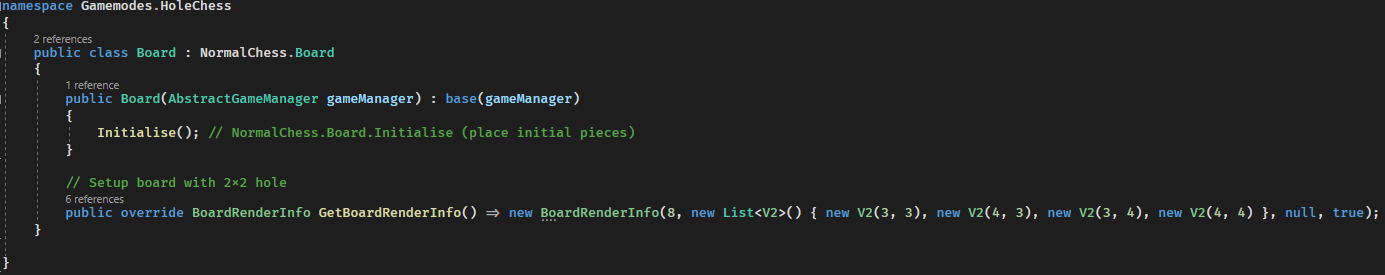 namespace Gamemodes.HoleChess
{
2 references
public class Board : NormalChess.Board
{
1 reference
public Board(AbstractGameManager gameManager) : base(gameManager)
{
Initialise(); // NormalChess.Board.Initialise (place initial pieces)
}
// Setup board with 2×2 hole
6 references
public override BoardRenderInfo GetBoardRenderInfo() => new BoardRenderInfo(8, new List<V2>() { new V2(3, 3), new V2(4, 3), new V2(3, 4), new V2(4, 4) }, null, true);
}
}